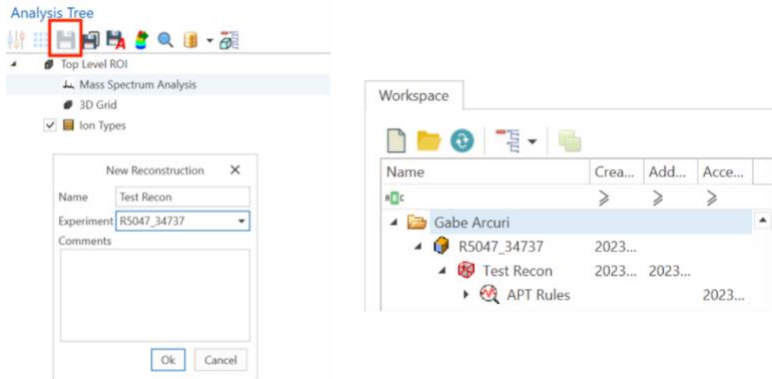 Analysis Tree
Top Level ROI
Mass Spectrum Analysis
3D Grid
Ion Types
New Reconstruction
Name Test Recon
Experiment R5047_34737
Comments
Ok Cancel
Workspace
Name Crea... Add... Acce...
Gabe Arcuri
R5047_34737 2023...
Test Recon 2023... 2023...
APT Rules 2023...